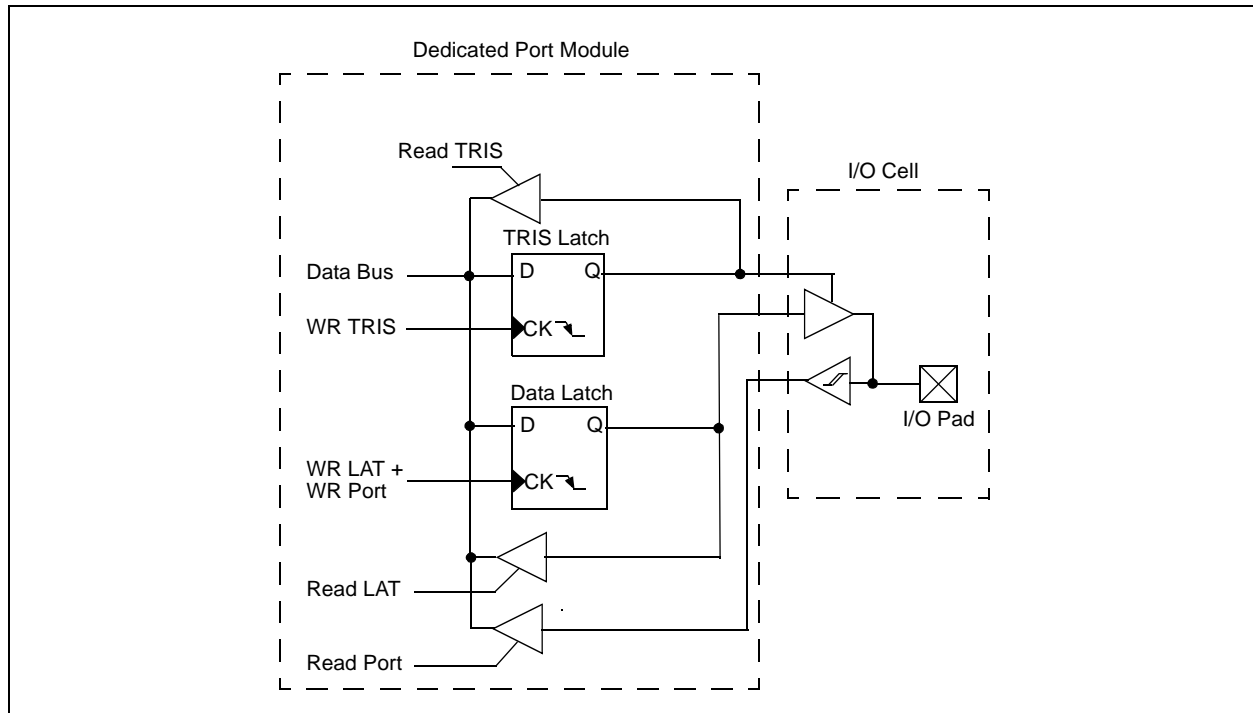 Dedicated Port Module
Read TRIS
I/O Cell
TRIS Latch
Data Bus
D
Q
WR TRIS
CK
I/O Pad
Data Latch
D
Q
WR LAT +
WR Port
CK
Read LAT
Read Port